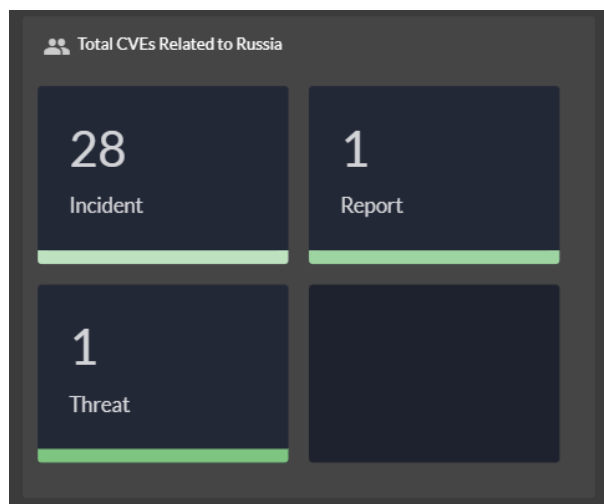 Total CVEs Related to Russia
28
Incident
1
Report
1
Threat